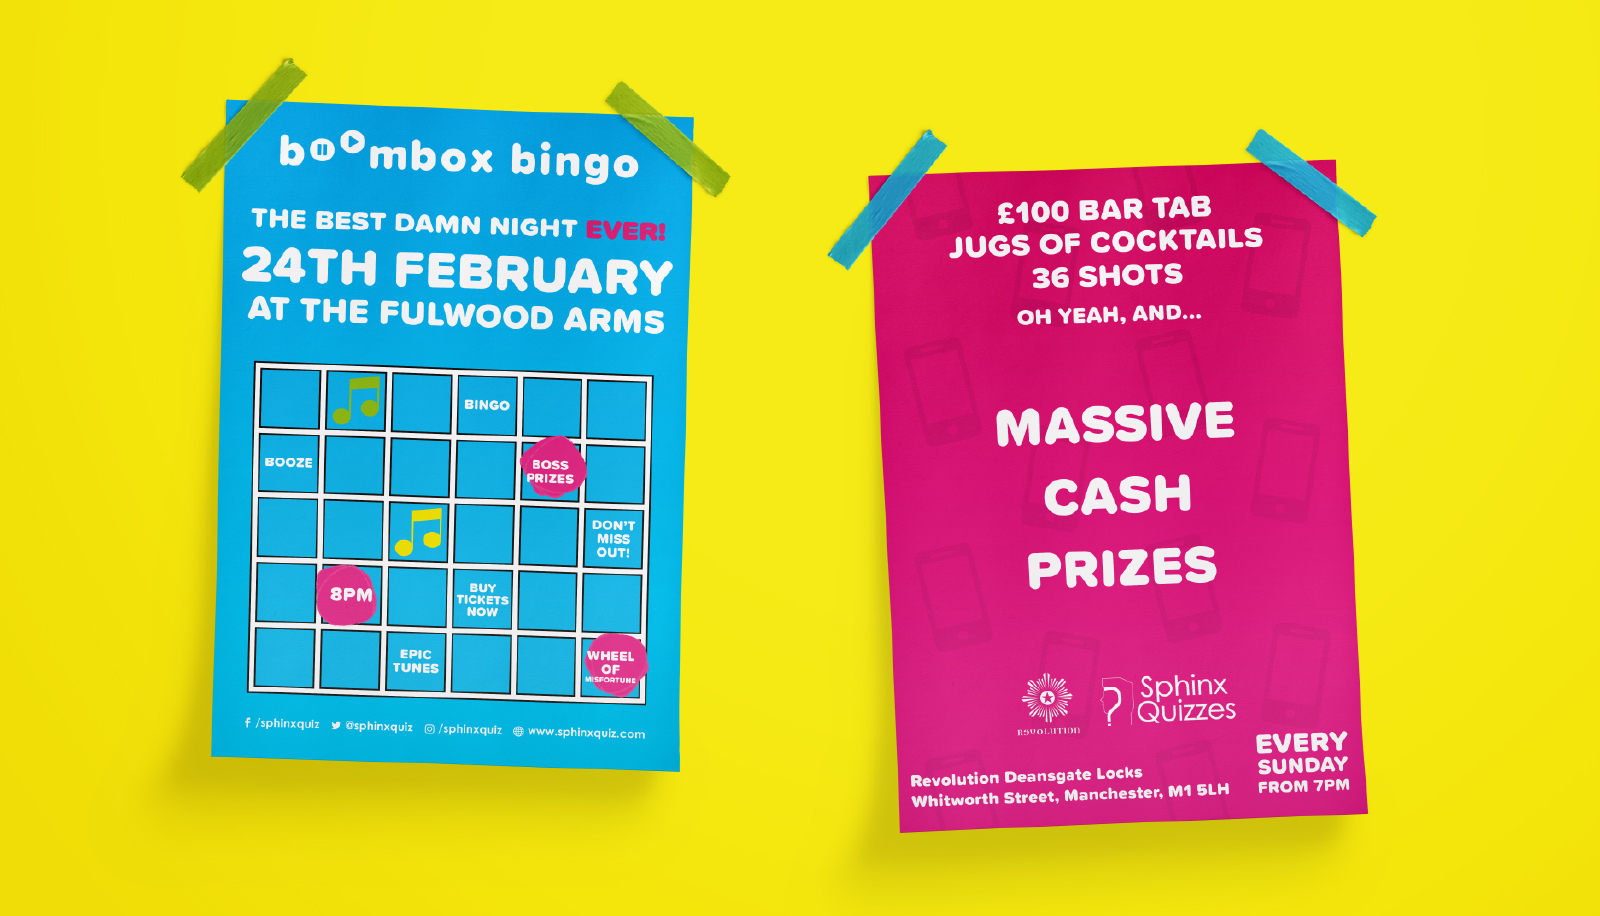 boombox bingo
THE BEST DAMN NIGHT EVER!
24TH FEBRUARY
AT THE FULWOOD ARMS
BINGO
BOOZE
BOSS
PRIZES
DON'T
MISS
OUT!
8PM
BUY
TICKETS
NOW
EPIC
TUNES
WHEEL
OF
MISFORTUNE
/sphinxquiz @sphinxquiz /sphinxquiz www.sphinxquiz.com
£100 BAR TAB
JUGS OF COCKTAILS
36 SHOTS
OH YEAH, AND...
MASSIVE
CASH
PRIZES
REVOLUTION
Sphinx
Quizzes
EVERY
SUNDAY
FROM 7PM
Revolution Deansgate Locks
Whitworth Street, Manchester, M1 5LH